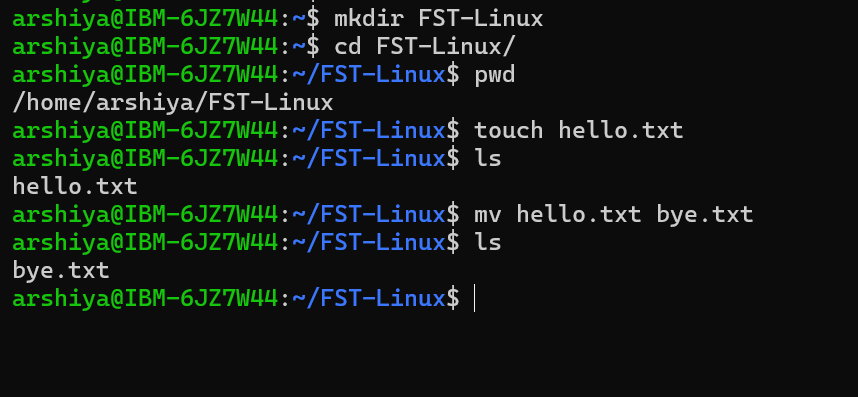 arshiya@IBM-6JZ7W44:~$ mkdir FST-Linux
arshiya@IBM-6JZ7W44:~$ cd FST-Linux/
arshiya@IBM-6JZ7W44:~/FST-Linux$ pwd
/home/arshiya/FST-Linux
arshiya@IBM-6JZ7W44:~/FST-Linux$ touch hello.txt
arshiya@IBM-6JZ7W44:~/FST-Linux$ ls
hello.txt
arshiya@IBM-6JZ7W44:~/FST-Linux$ mv hello.txt bye.txt
arshiya@IBM-6JZ7W44:~/FST-Linux$ ls
bye.txt
arshiya@IBM-6JZ7W44:~/FST-Linux$